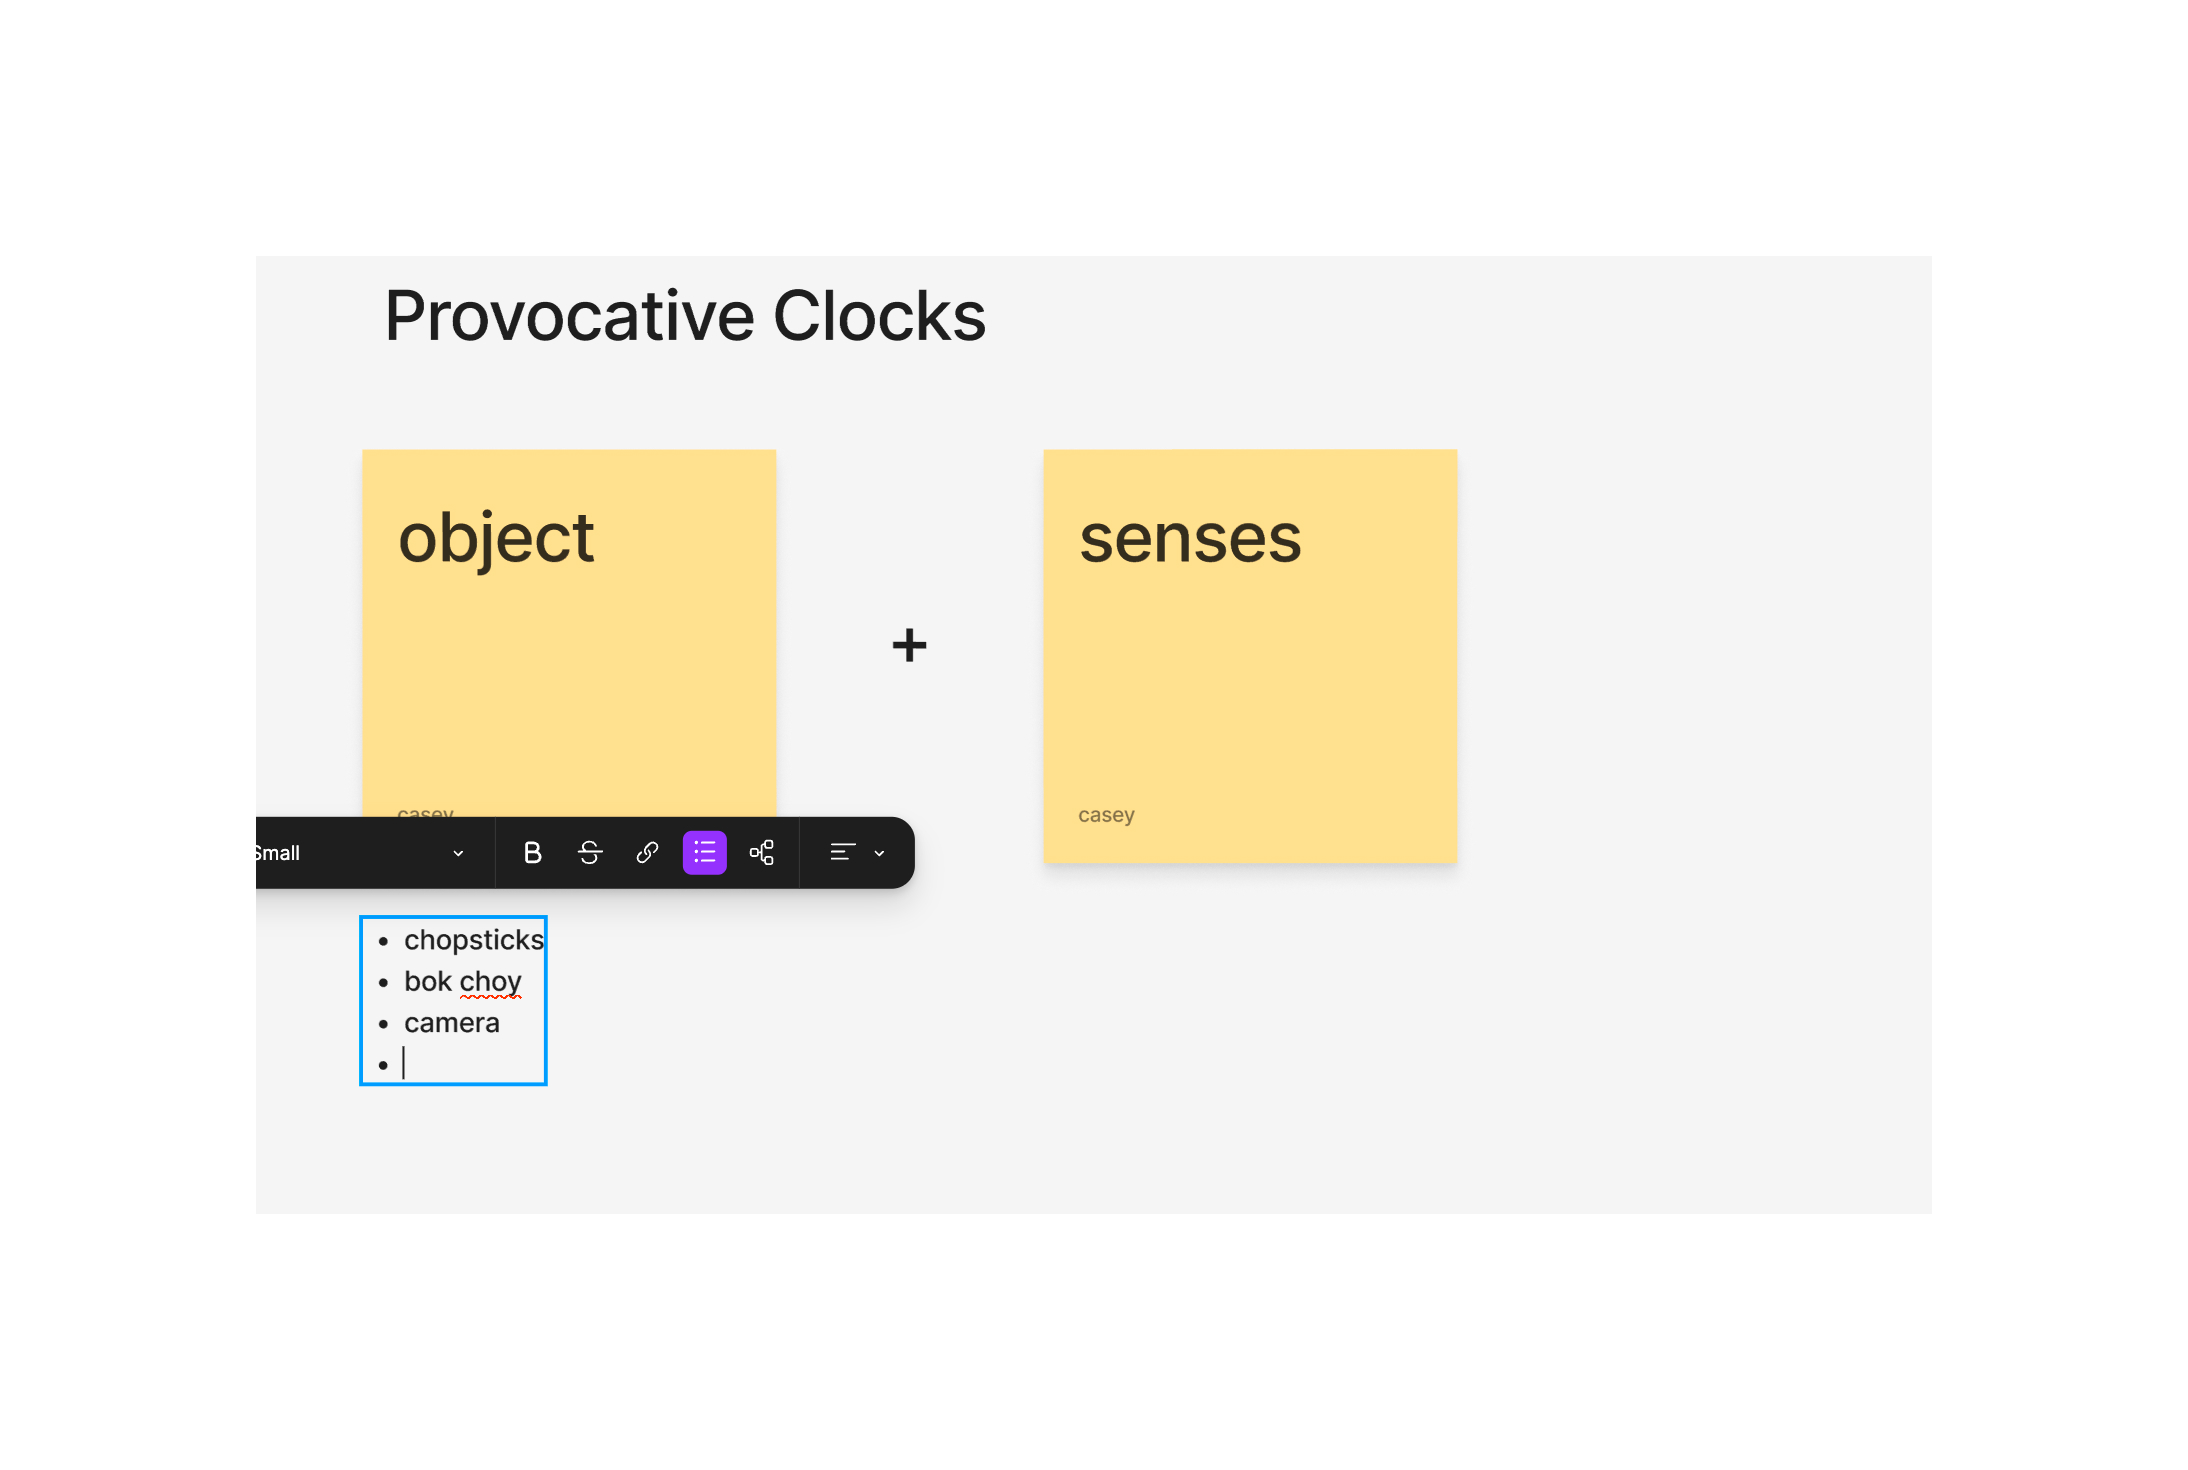 Provocative Clocks
object
senses
+
casey
casey
Small
B
chopsticks
bok choy
camera